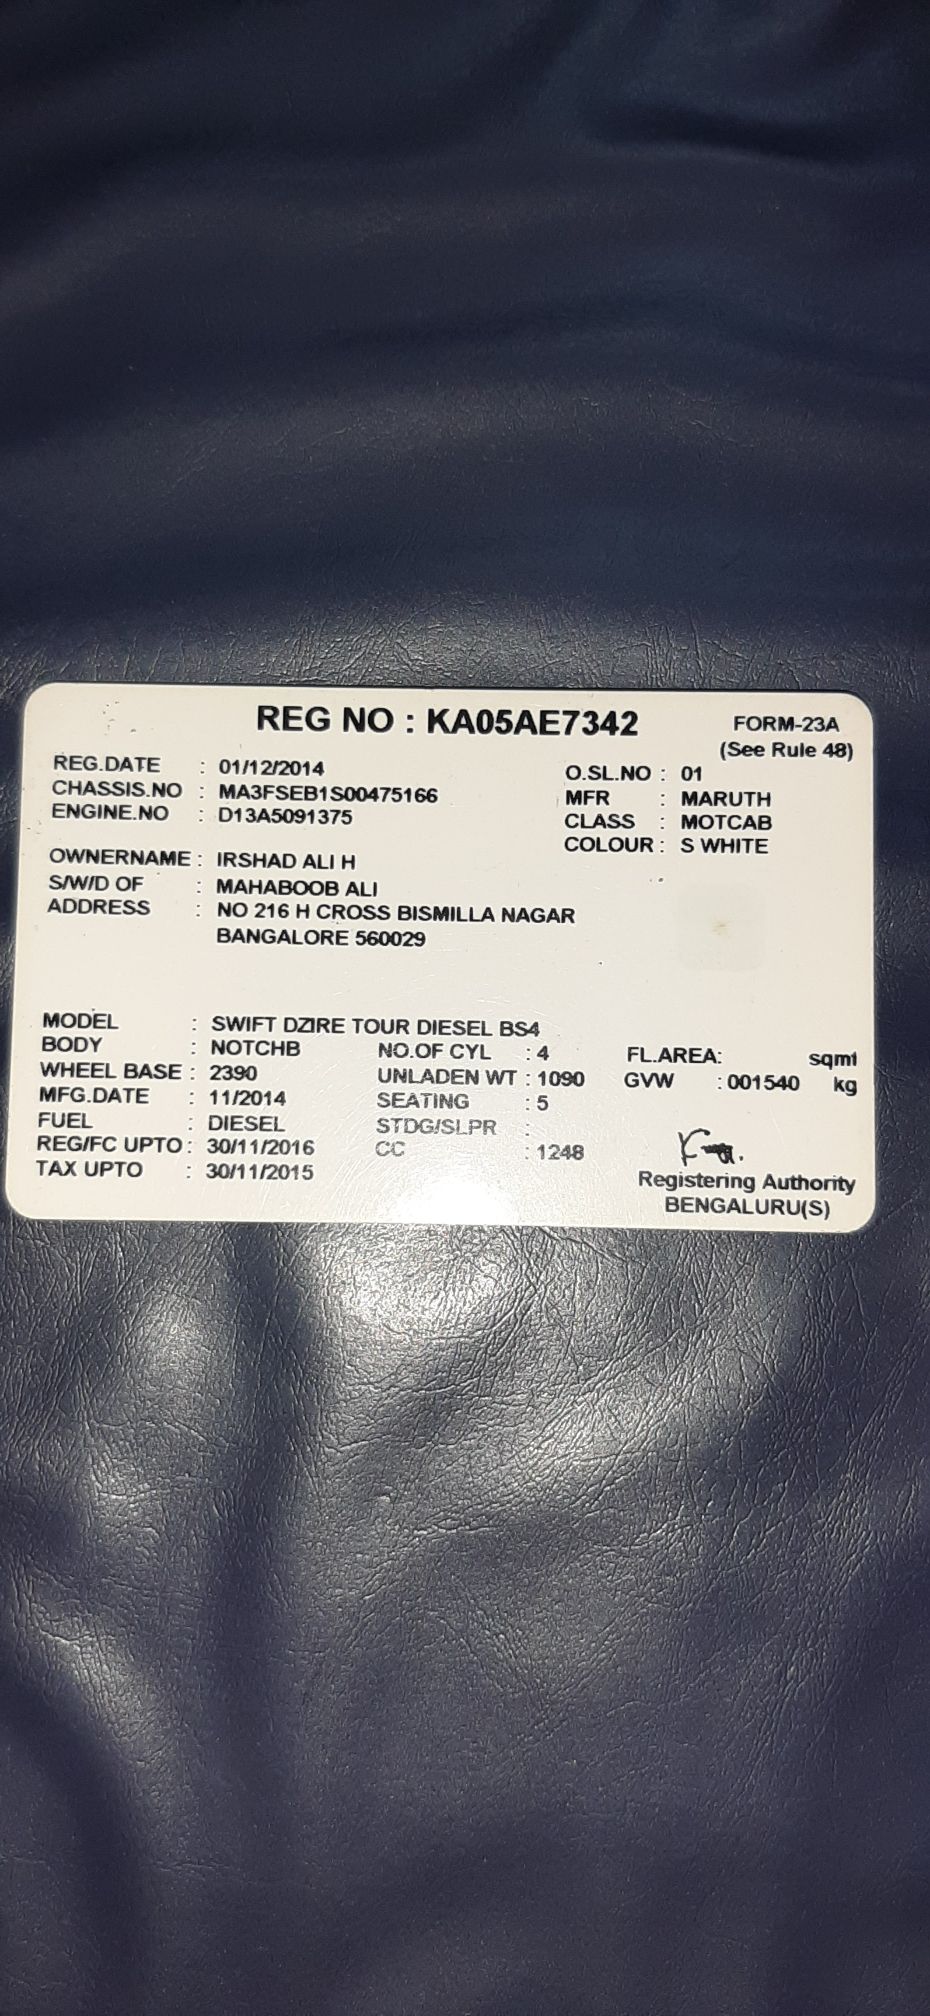 REG NO : KA05AE7342
FORM-23A
(See Rule 48)
REG.DATE : 01/12/2014
O.SL.NO : 01
CHASSIS.NO : MA3FSEB1S00475166
MFR : MARUTH
ENGINE.NO : D13A5091375
CLASS : MOTCAB
COLOUR : S WHITE
OWNERNAME : IRSHAD ALI H
S/W/D OF : MAHABOOB ALI
ADDRESS : NO 216 H CROSS BISMILLA NAGAR
BANGALORE 560029
MODEL : SWIFT DZIRE TOUR DIESEL BS4
BODY : NOTCHB NO.OF CYL : 4 FL.AREA: sqmt
WHEEL BASE : 2390 UNLADEN WT : 1090 GVW : 001540 kg
MFG.DATE : 11/2014 SEATING : 5
FUEL : DIESEL STDG/SLPR :
REG/FC UPTO : 30/11/2016 CC : 1248
TAX UPTO : 30/11/2015
Registering Authority
BENGALURU(S)